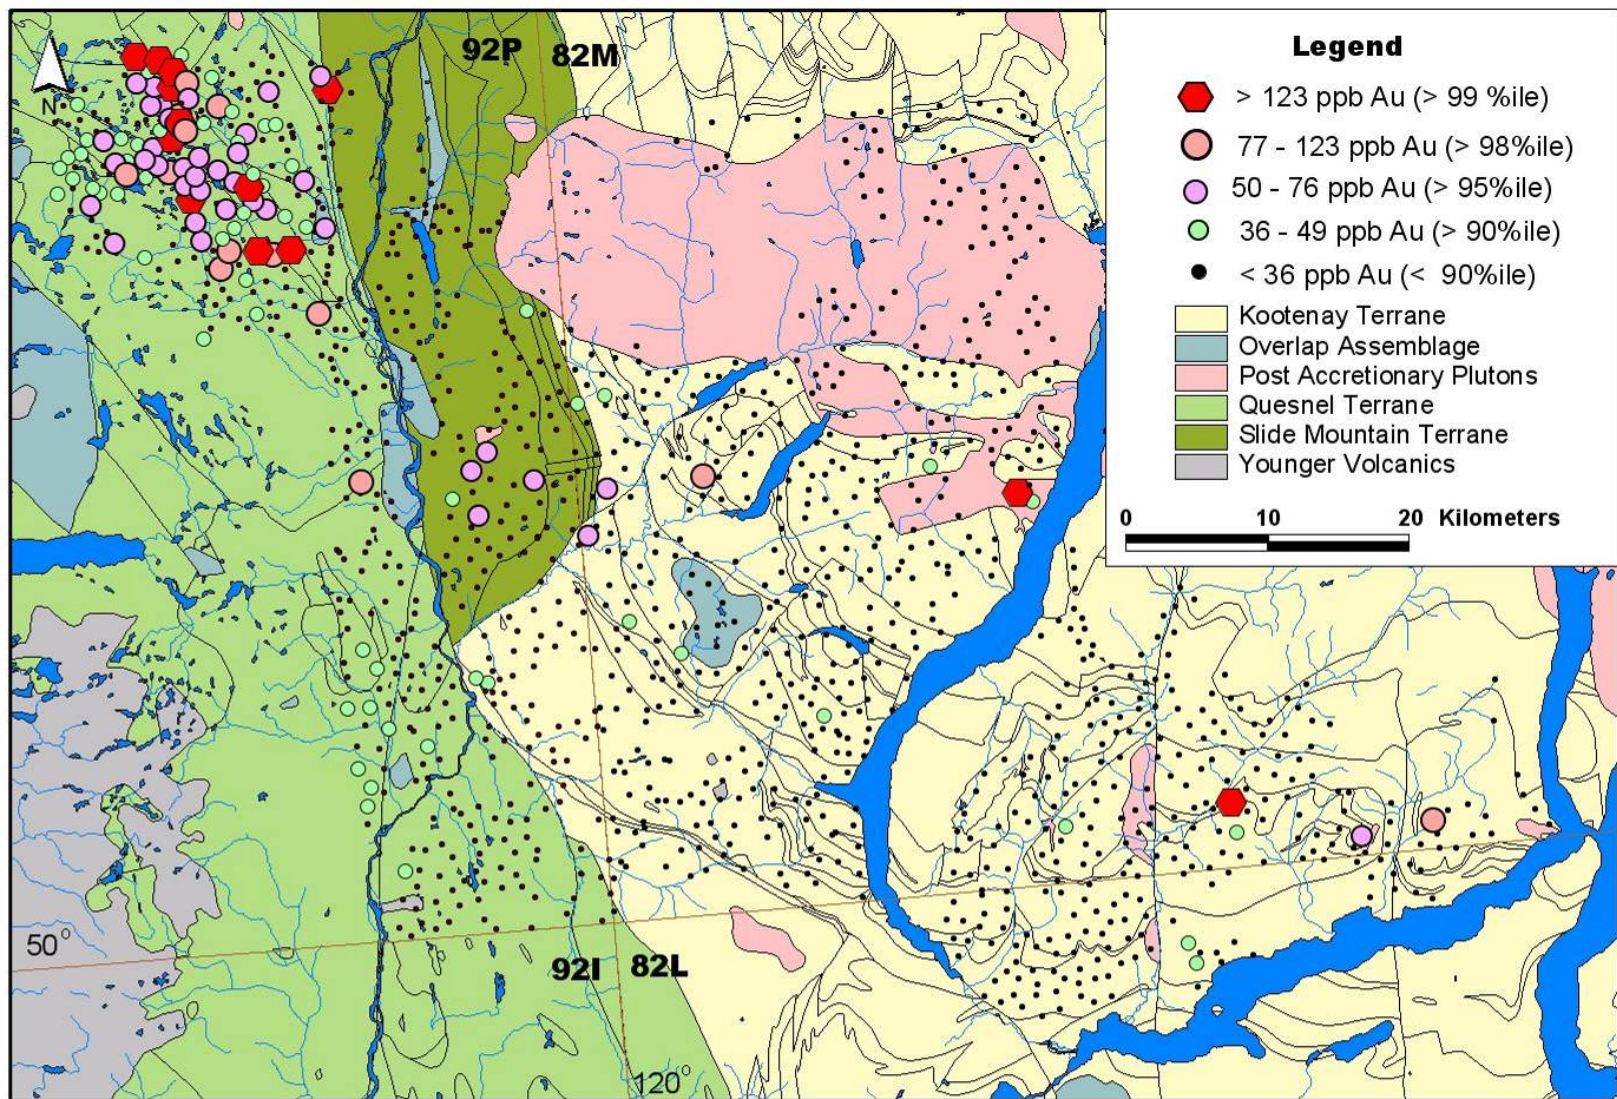 92P
82M
N
Legend
> 123 ppb Au (> 99 %ile)
77 - 123 ppb Au (> 98%ile)
50 - 76 ppb Au (> 95%ile)
36 - 49 ppb Au (> 90%ile)
< 36 ppb Au (< 90%ile)
Kootenay Terrane
Overlap Assemblage
Post Accretionary Plutons
Quesnel Terrane
Slide Mountain Terrane
Younger Volcanics
0 10 20 Kilometers
50°
92I
82L
120°